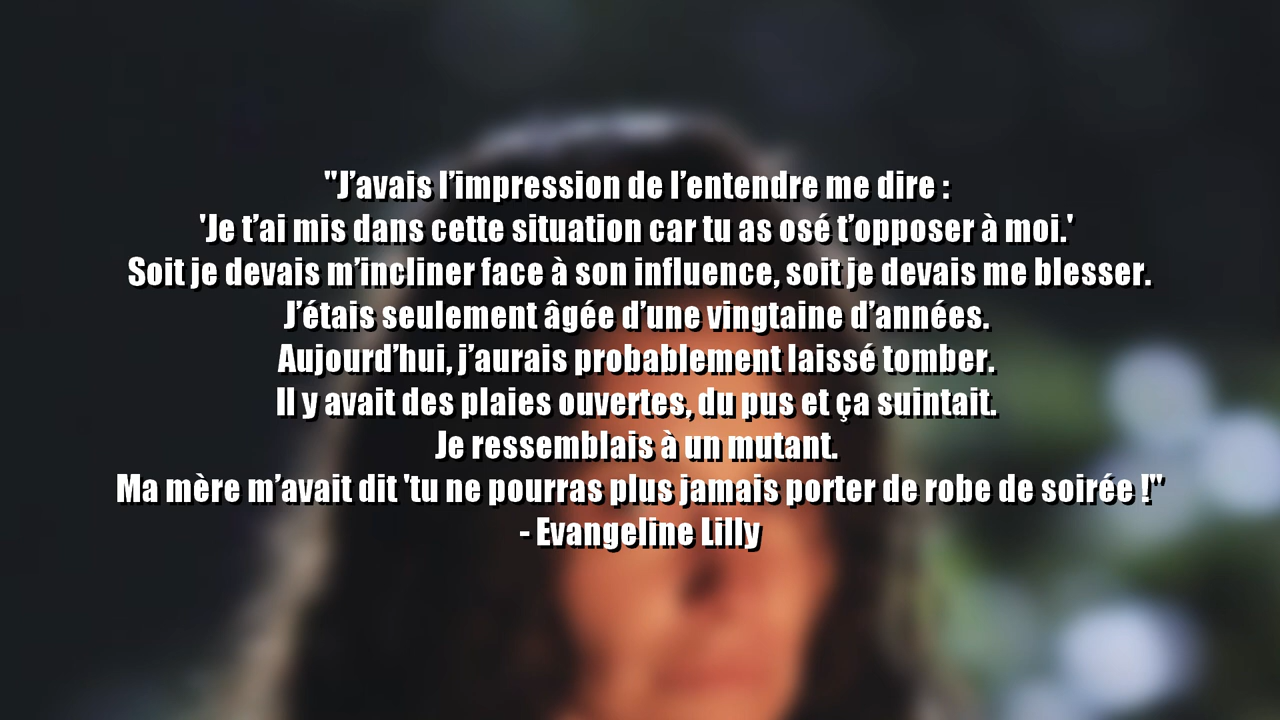 "J’avais l’impression de l’entendre me dire :
'Je t’ai mis dans cette situation car tu as osé t’opposer à moi.'
Soit je devais m’incliner face à son influence, soit je devais me blesser.
J’étais seulement âgée d’une vingtaine d’années.
Aujourd’hui, j’aurais probablement laissé tomber.
Il y avait des plaies ouvertes, du pus et ça suintait.
Je ressemblais à un mutant.
Ma mère m’avait dit 'tu ne pourras plus jamais porter de robe de soirée !"
- Evangeline Lilly